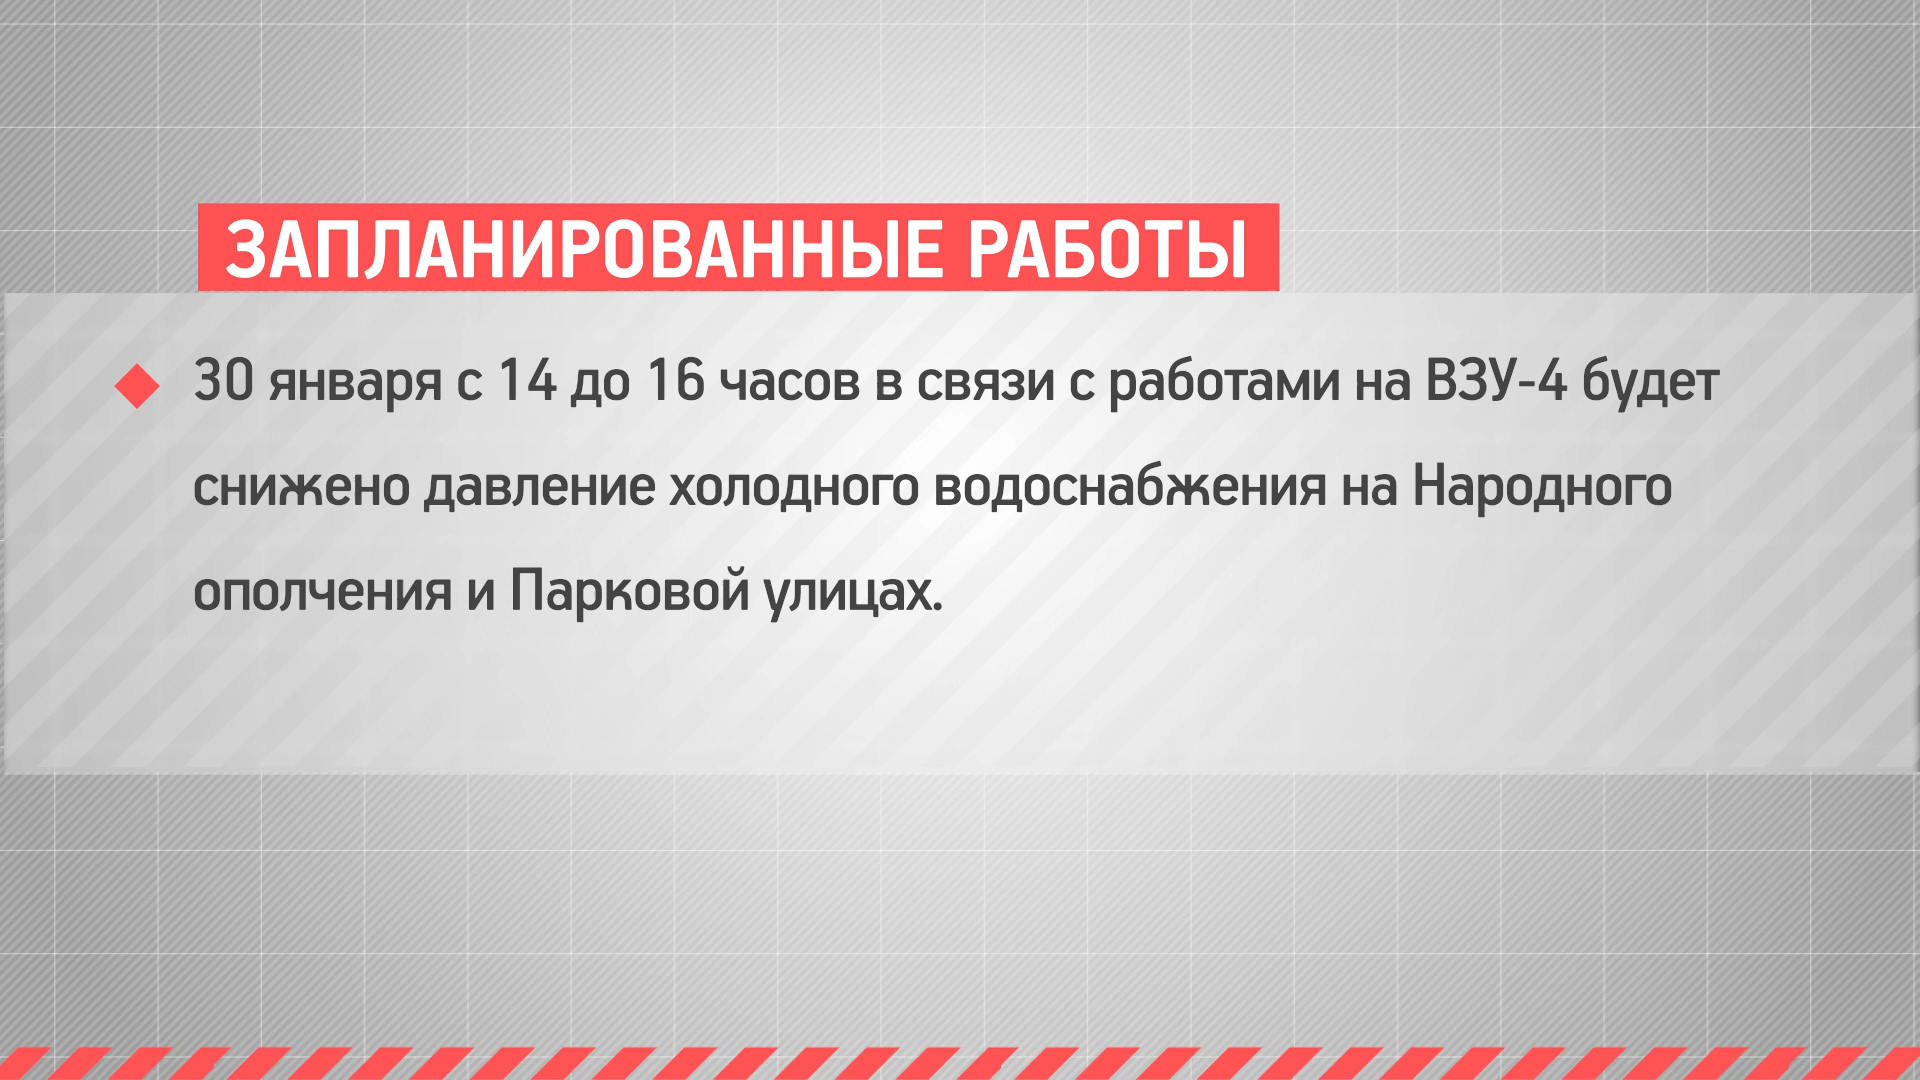 ЗАПЛАНИРОВАННЫЕ РАБОТЫ
30 января с 14 до 16 часов в связи с работами на ВЗУ-4 будет
снижено давление холодного водоснабжения на Народного
ополчения и Парковой улицах.